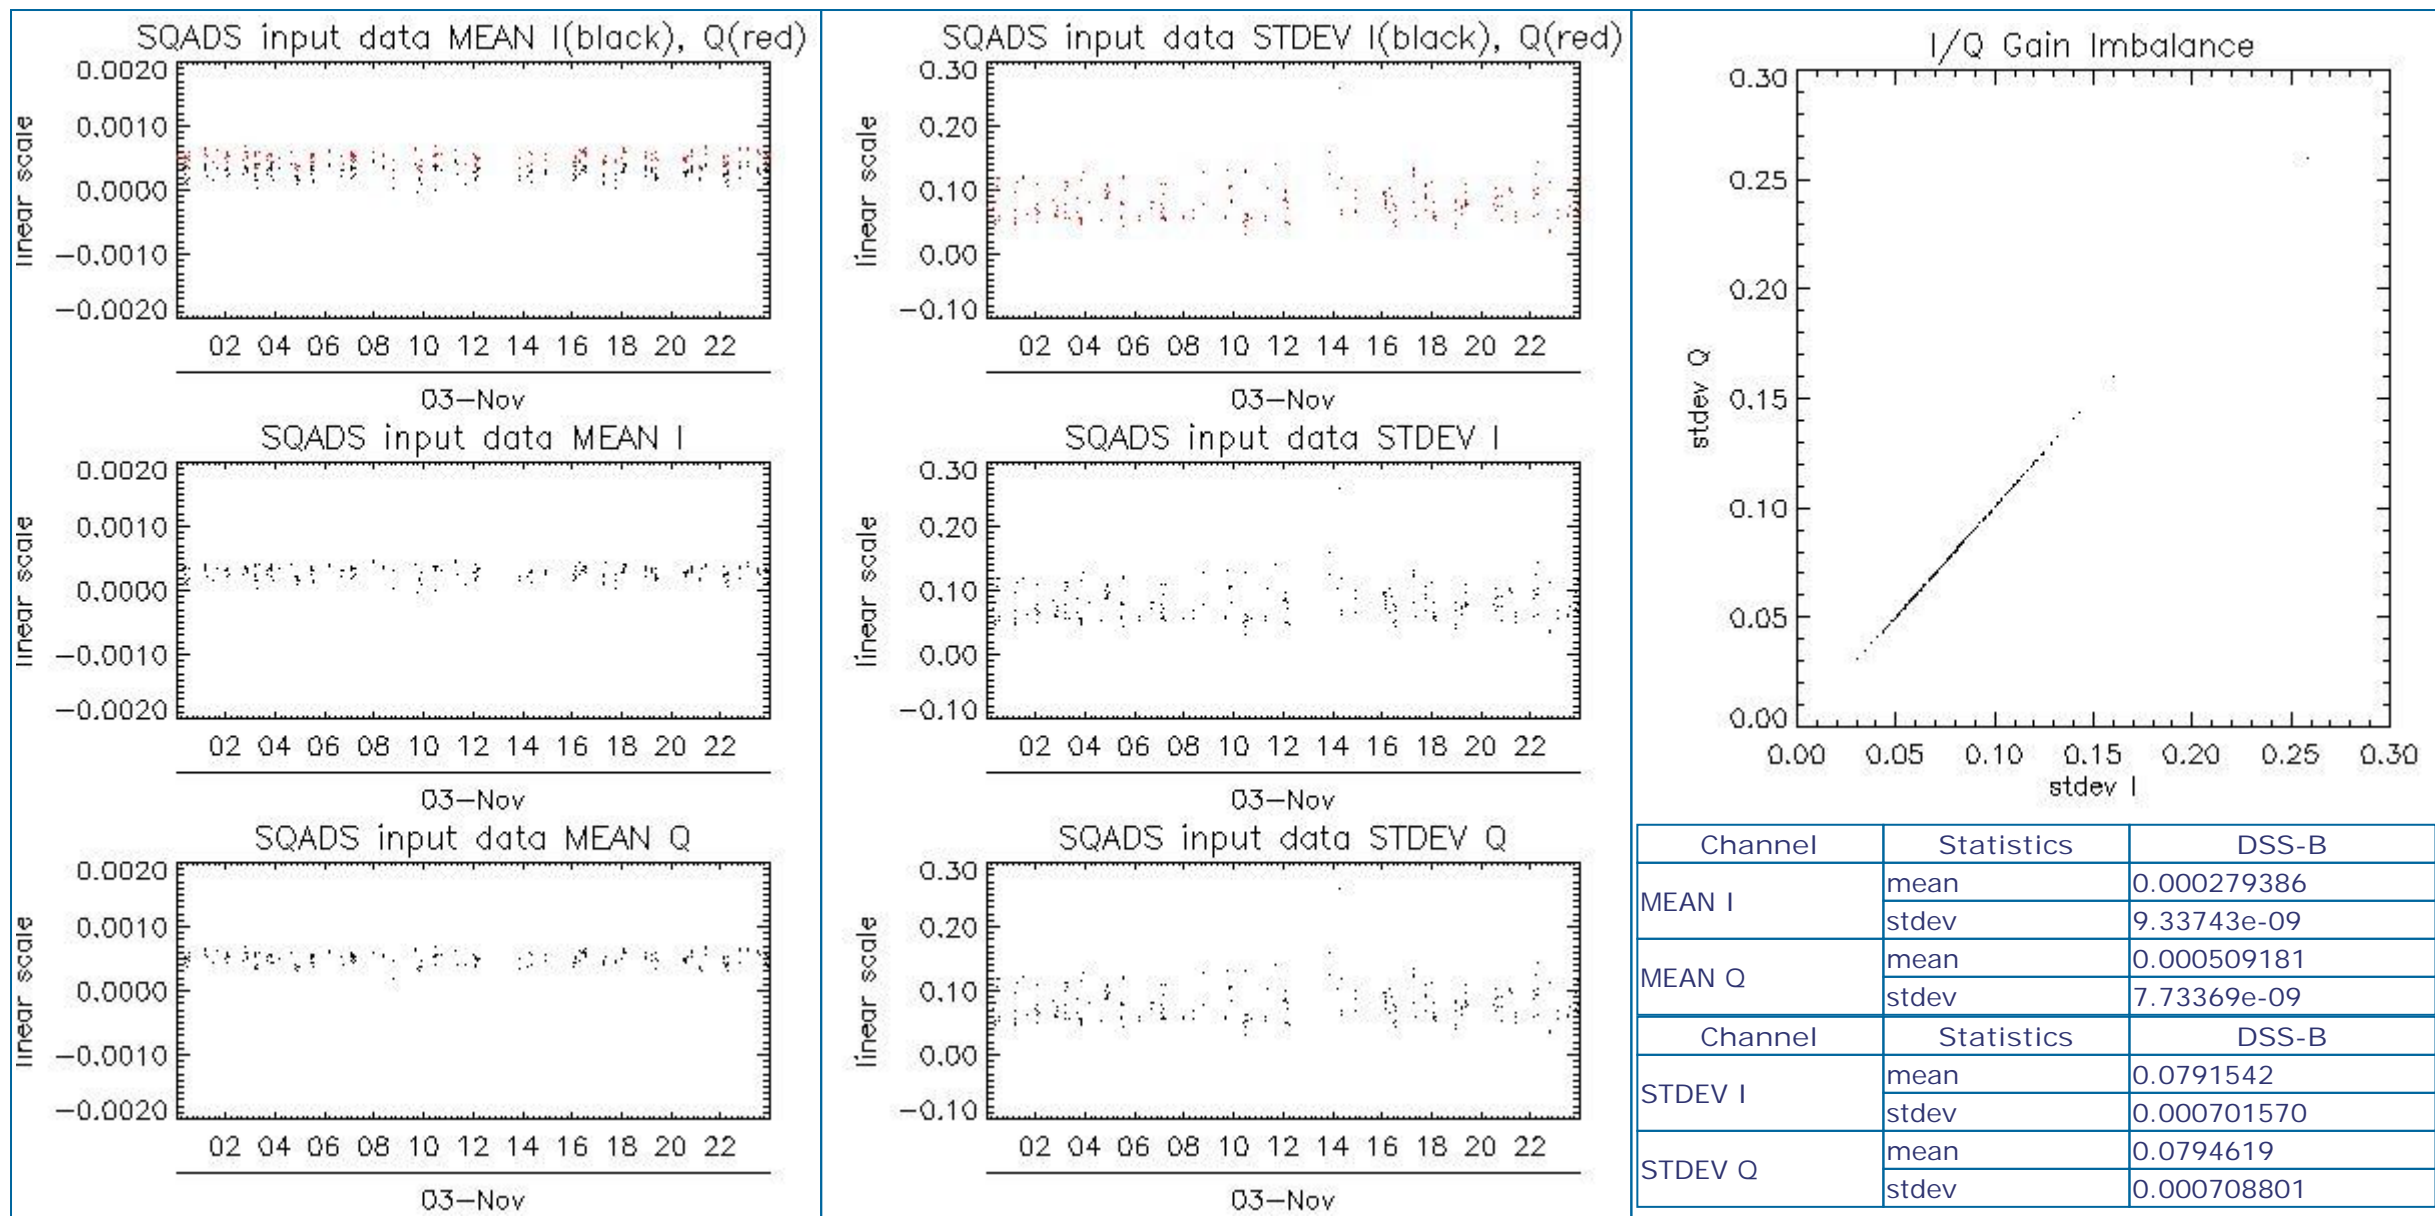 SQADS input data MEAN I(black), Q(red)
linear scale
0.0020
0.0010
0.0000
−0.0010
−0.0020
02 04 06 08 10 12 14 16 18 20 22
03−Nov
SQADS input data MEAN I
linear scale
0.0020
0.0010
0.0000
−0.0010
−0.0020
02 04 06 08 10 12 14 16 18 20 22
03−Nov
SQADS input data MEAN Q
linear scale
0.0020
0.0010
0.0000
−0.0010
−0.0020
02 04 06 08 10 12 14 16 18 20 22
03−Nov
SQADS input data STDEV I(black), Q(red)
linear scale
0.30
0.20
0.10
0.00
−0.10
02 04 06 08 10 12 14 16 18 20 22
03−Nov
SQADS input data STDEV I
linear scale
0.30
0.20
0.10
0.00
−0.10
02 04 06 08 10 12 14 16 18 20 22
03−Nov
SQADS input data STDEV Q
linear scale
0.30
0.20
0.10
0.00
−0.10
02 04 06 08 10 12 14 16 18 20 22
03−Nov
I/Q Gain Imbalance
stdev Q
0.30
0.25
0.20
0.15
0.10
0.05
0.00
0.00 0.05 0.10 0.15 0.20 0.25 0.30
stdev I
Channel Statistics DSS-B
MEAN I mean 0.000279386
stdev 9.33743e-09
MEAN Q mean 0.000509181
stdev 7.73369e-09
Channel Statistics DSS-B
STDEV I mean 0.0791542
stdev 0.000701570
STDEV Q mean 0.0794619
stdev 0.000708801